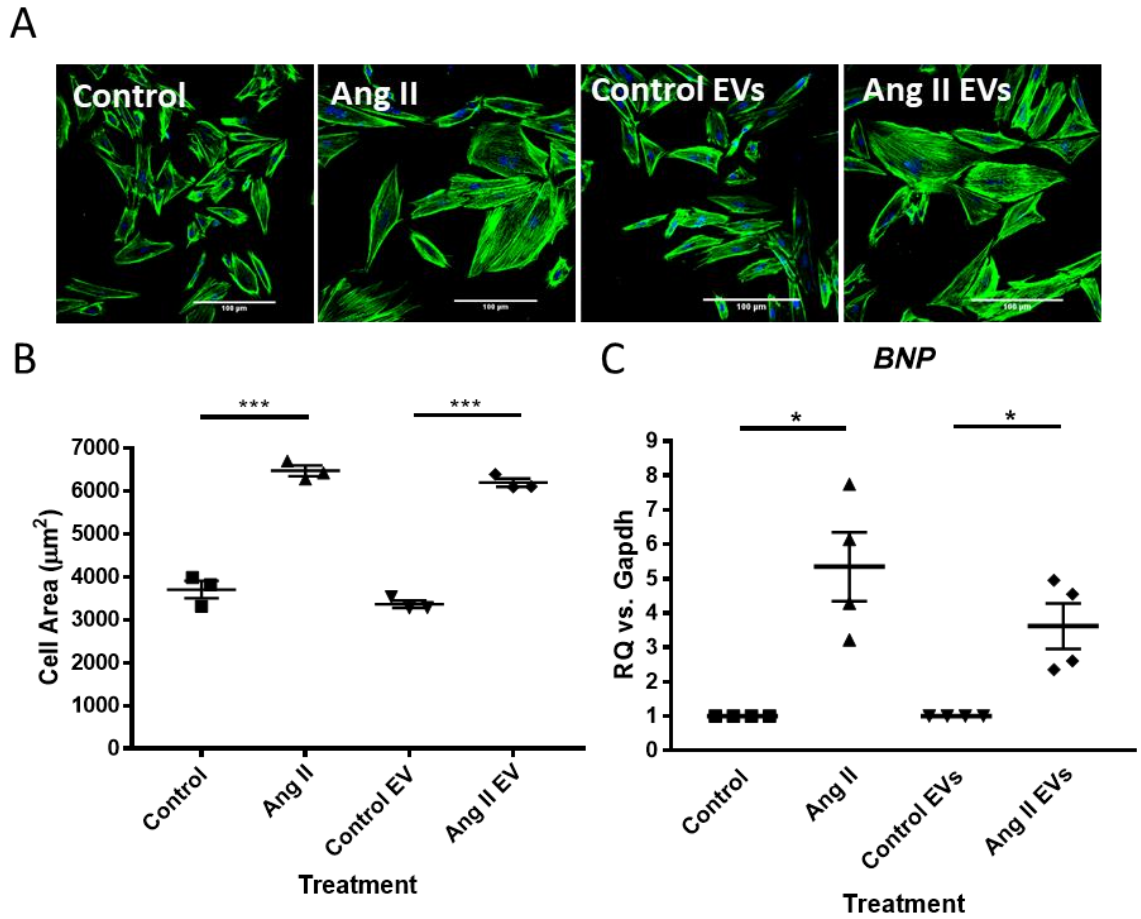 A
Control
Ang II
Control EVs
Ang II EVs
100 µm
100 µm
100 µm
100 µm
B
***
***
Cell Area (µm²)
7000
6000
5000
4000
3000
2000
1000
0
Control
Ang II
Control EV
Ang II EV
Treatment
C
BNP
*
*
RQ vs. Gapdh
9
8
7
6
5
4
3
2
1
0
Control
Ang II
Control EVs
Ang II EVs
Treatment